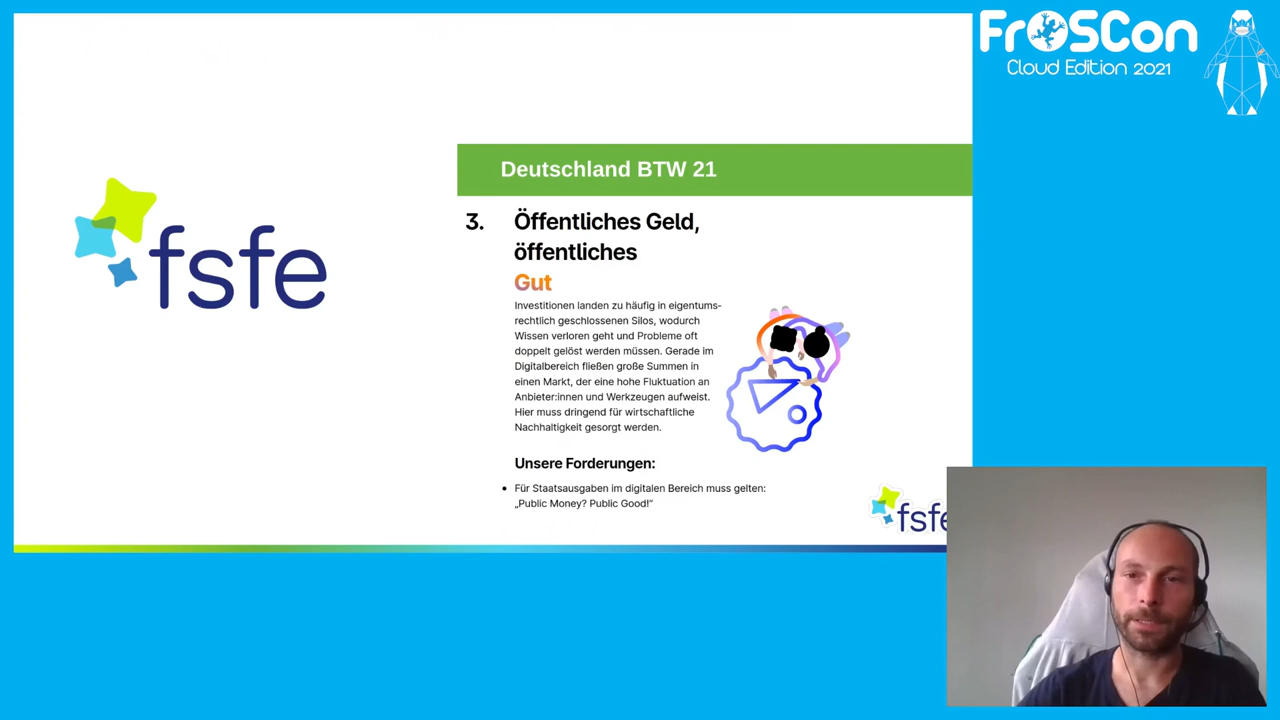 FrOSCon
Cloud Edition 2021
fsfe
Deutschland BTW 21
3. Öffentliches Geld,
öffentliches
Gut
Investitionen landen zu häufig in eigentums-
rechtlich geschlossenen Silos, wodurch
Wissen verloren geht und Probleme oft
doppelt gelöst werden müssen. Gerade im
Digitalbereich fließen große Summen in
einen Markt, der eine hohe Fluktuation an
Anbieter:innen und Werkzeugen aufweist.
Hier muss dringend für wirtschaftliche
Nachhaltigkeit gesorgt werden.
Unsere Forderungen:
• Für Staatsausgaben im digitalen Bereich muss gelten:
„Public Money? Public Good!“
fsfe